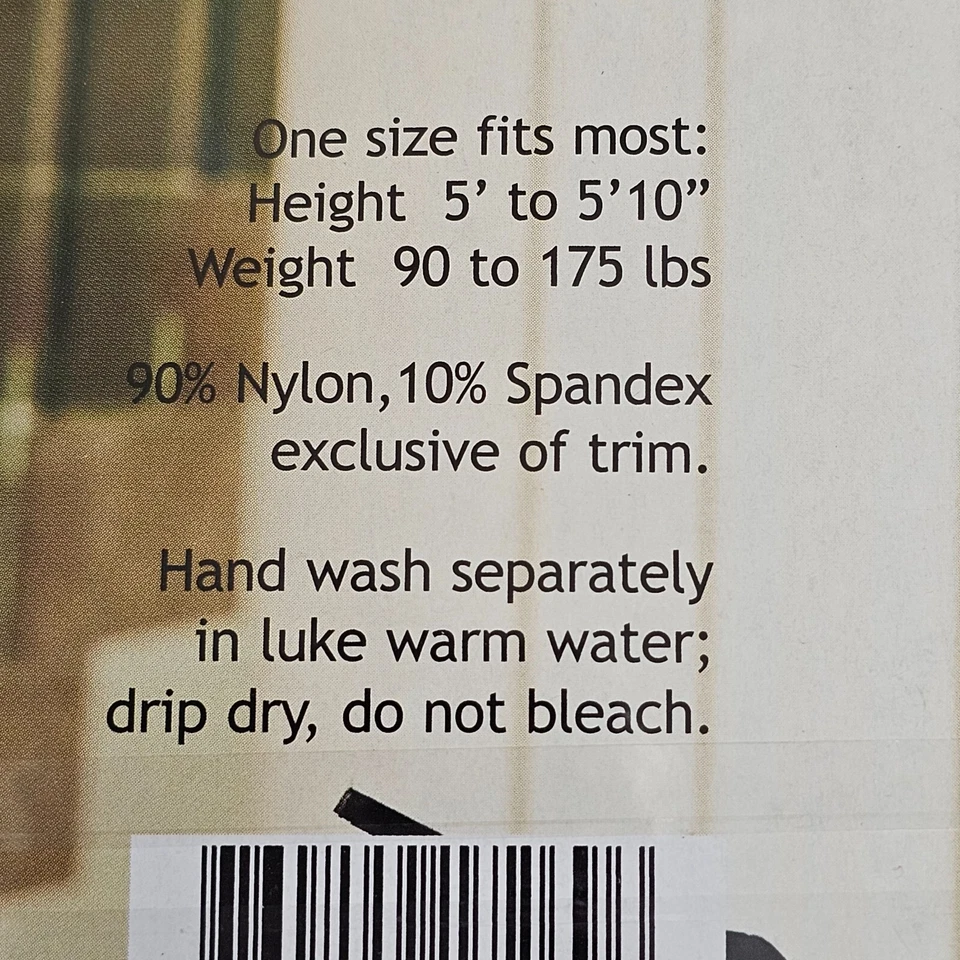 One size fits most:
Height 5’ to 5’10”
Weight 90 to 175 lbs
90% Nylon,10% Spandex
exclusive of trim.
Hand wash separately
in luke warm water;
drip dry, do not bleach.